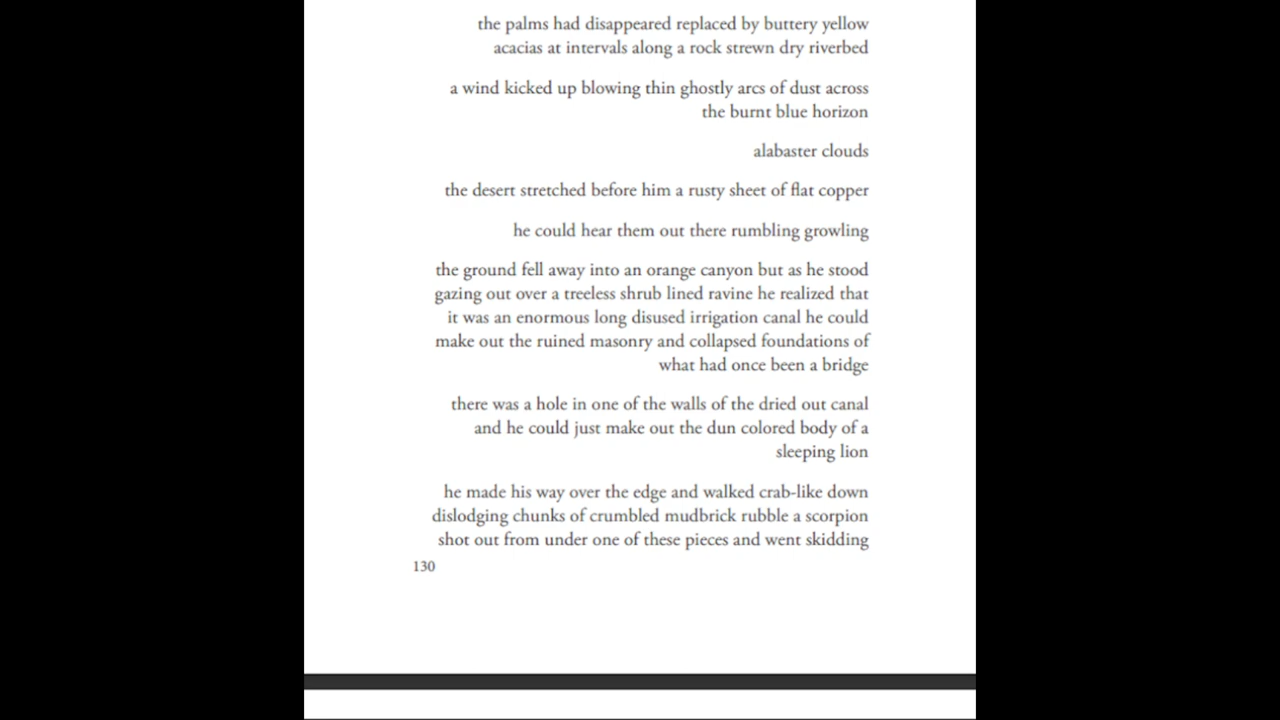 the palms had disappeared replaced by buttery yellow
acacias at intervals along a rock strewn dry riverbed
a wind kicked up blowing thin ghostly arcs of dust across
the burnt blue horizon
alabaster clouds
the desert stretched before him a rusty sheet of flat copper
he could hear them out there rumbling growling
the ground fell away into an orange canyon but as he stood
gazing out over a treeless shrub lined ravine he realized that
it was an enormous long disused irrigation canal he could
make out the ruined masonry and collapsed foundations of
what had once been a bridge
there was a hole in one of the walls of the dried out canal
and he could just make out the dun colored body of a
sleeping lion
he made his way over the edge and walked crab-like down
dislodging chunks of crumbled mudbrick rubble a scorpion
shot out from under one of these pieces and went skidding
130